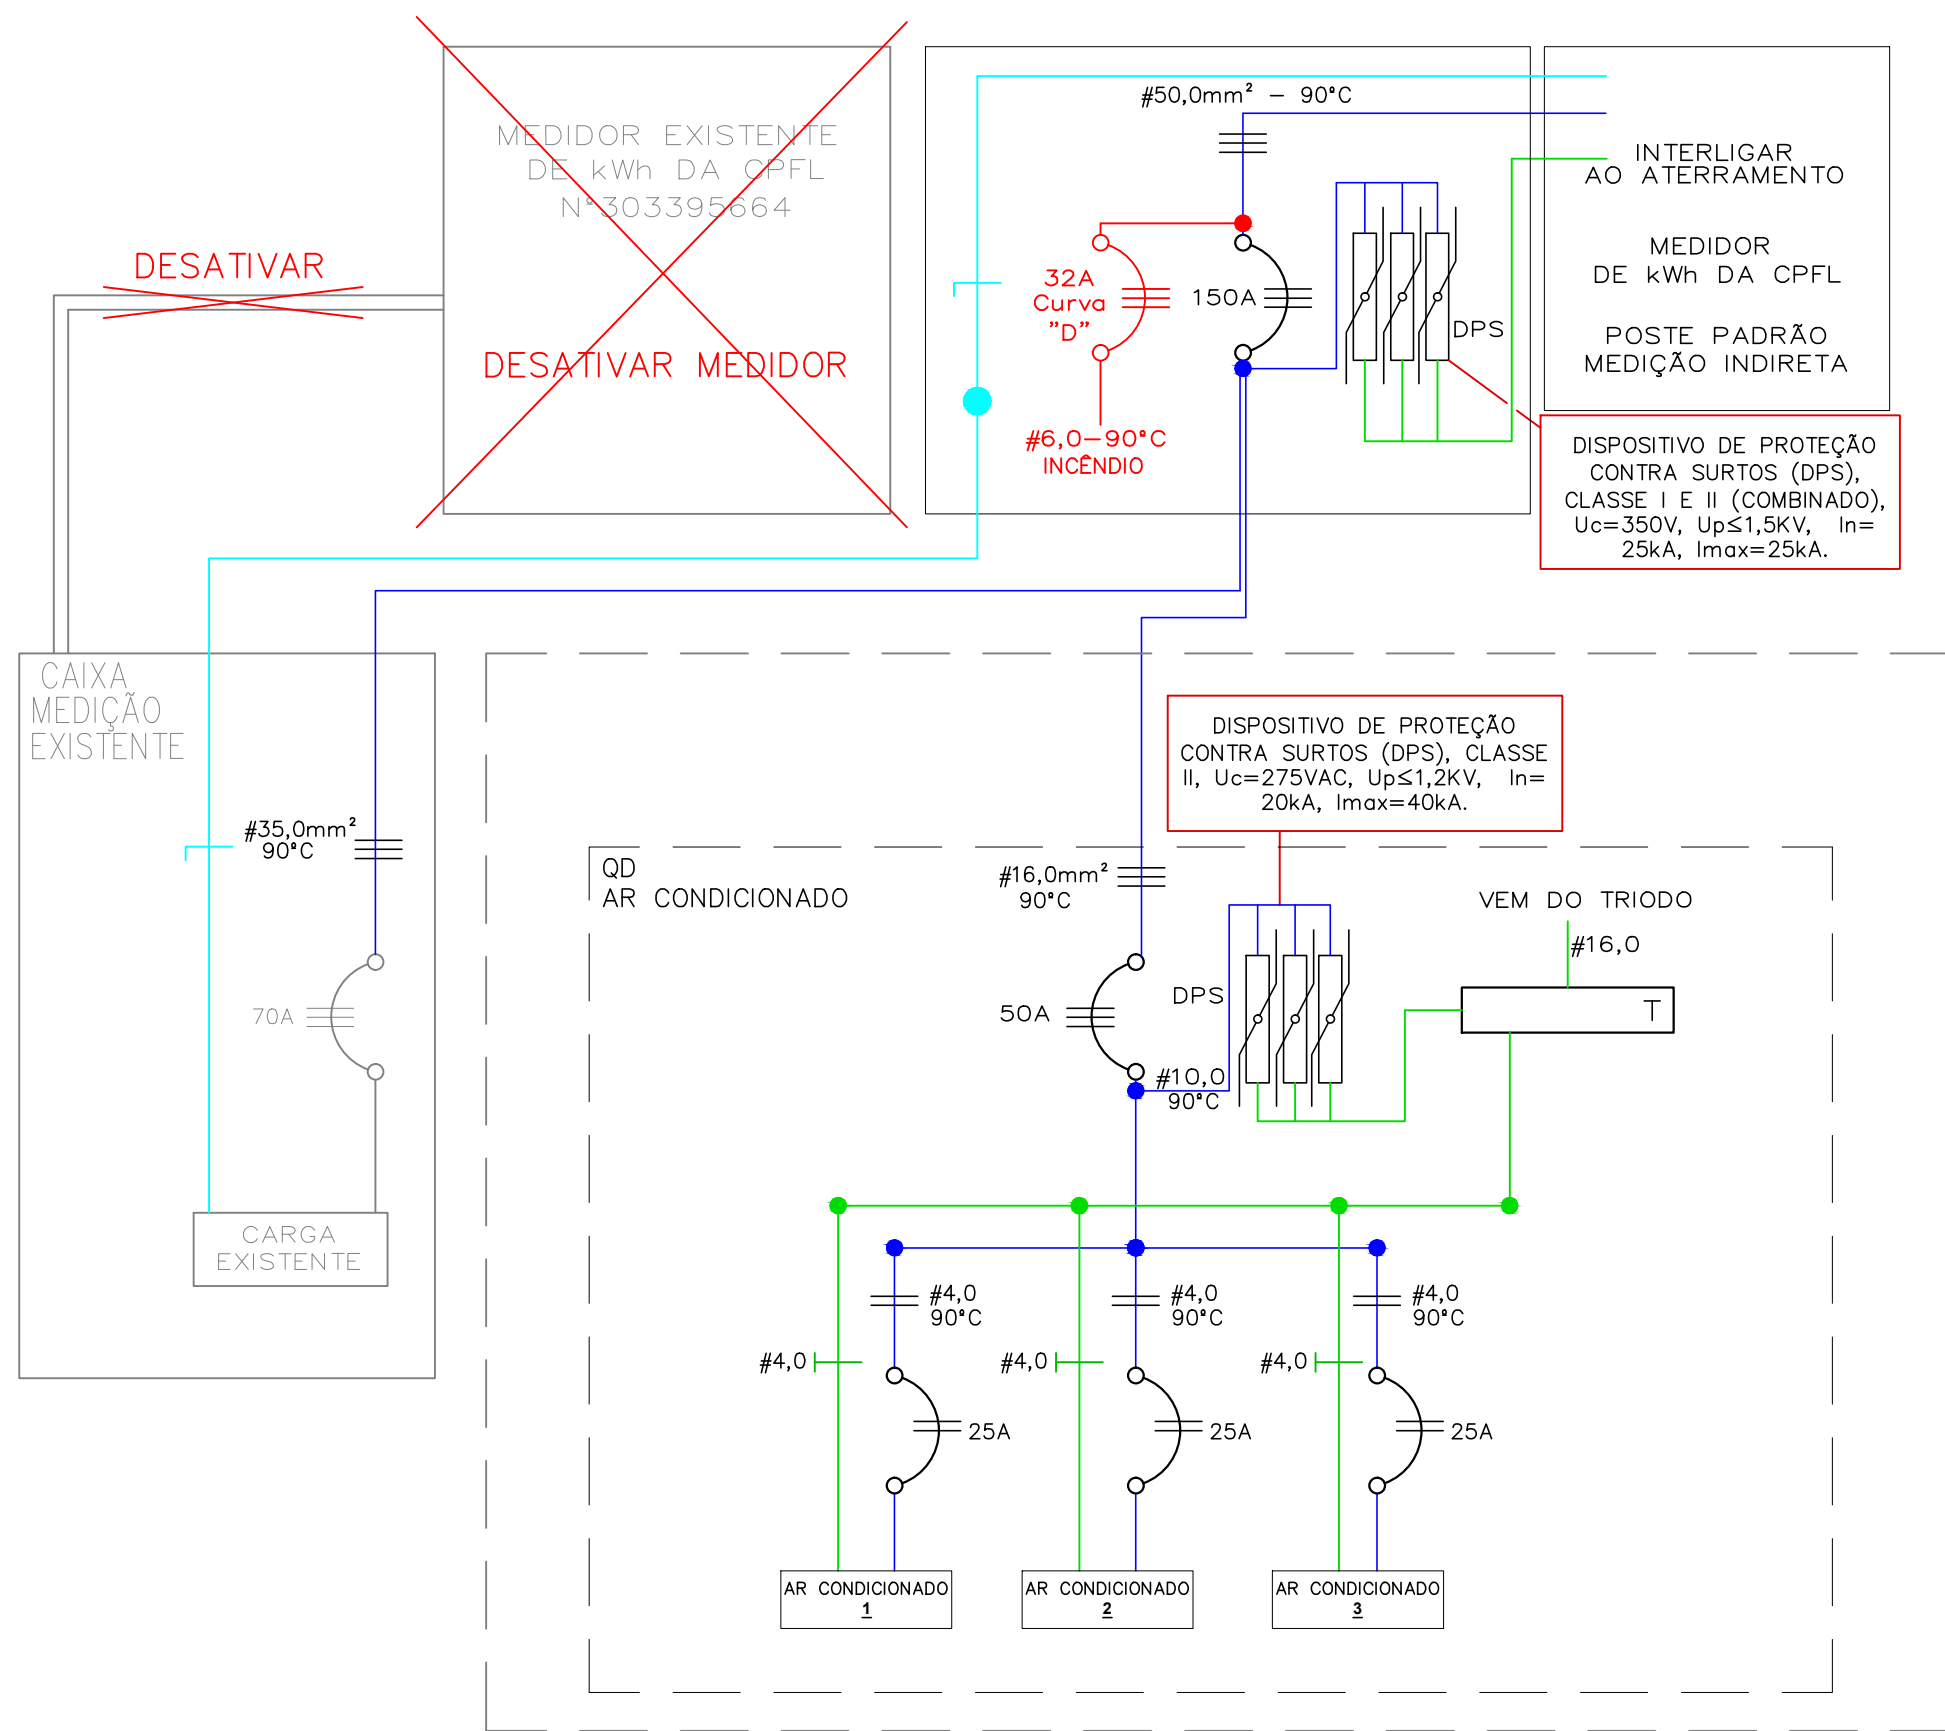 MEDIDOR EXISTENTE
DE kWh DA CPFL
N°303395664
DESATIVAR
DESATIVAR MEDIDOR
#50,0mm² - 90°C
32A
Curva
"D"
150A
DPS
#6,0-90°C
INCÊNDIO
INTERLIGAR
AO ATERRAMENTO
MEDIDOR
DE kWh DA CPFL
POSTE PADRÃO
MEDIÇÃO INDIRETA
DISPOSITIVO DE PROTEÇÃO
CONTRA SURTOS (DPS),
CLASSE I E II (COMBINADO),
Uc=350V, Up≤1,5KV, In=
25kA, Imax=25kA.
CAIXA
MEDIÇÃO
EXISTENTE
#35,0mm²
90°C
70A
CARGA
EXISTENTE
DISPOSITIVO DE PROTEÇÃO
CONTRA SURTOS (DPS), CLASSE
II, Uc=275VAC, Up≤1,2KV, In=
20kA, Imax=40kA.
QD
AR CONDICIONADO
#16,0mm²
90°C
VEM DO TRIODO
#16,0
T
50A
DPS
#10,0
90°C
#4,0
90°C
#4,0
90°C
#4,0
90°C
#4,0
#4,0
#4,0
25A
25A
25A
AR CONDICIONADO
1
AR CONDICIONADO
2
AR CONDICIONADO
3